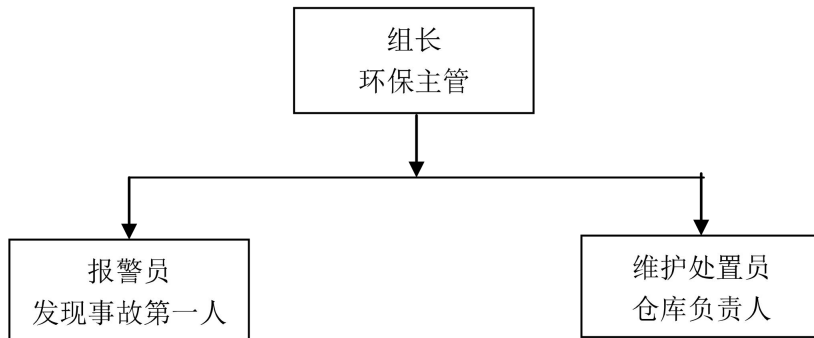 组长
环保主管
报警员
发现事故第一人
维护处置员
仓库负责人